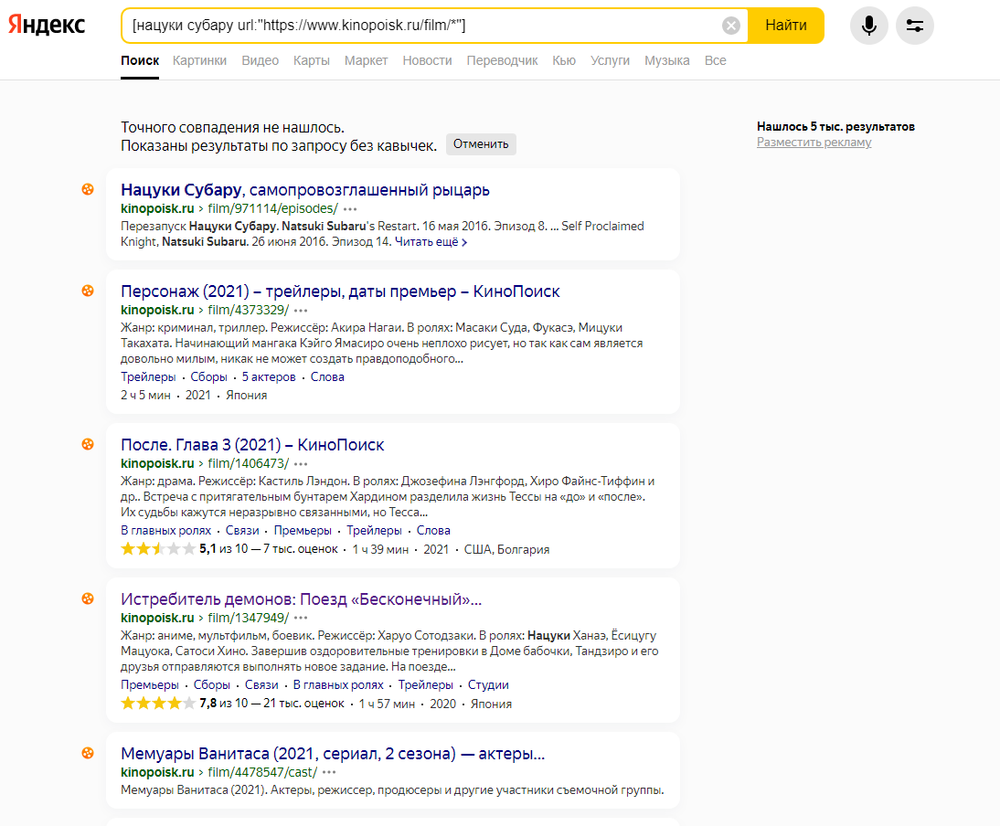 Яндекс
[нацуки субару url:"https://www.kinopoisk.ru/film/*"]
Найти
Поиск Картинки Видео Карты Маркет Новости Переводчик Кью Услуги Музыка Все
Точного совпадения не нашлось.
Показаны результаты по запросу без кавычек. Отменить
Нашлось 5 тыс. результатов
Разместить рекламу
Нацуки Субару, самопровозглашенный рыцарь
kinopoisk.ru › film/971114/episodes/ •••
Перезапуск Нацуки Субару. Natsuki Subaru's Restart. 16 мая 2016. Эпизод 8. ... Self Proclaimed
Knight, Natsuki Subaru. 26 июня 2016. Эпизод 14. Читать ещё ›
Персонаж (2021) – трейлеры, даты премьер – КиноПоиск
kinopoisk.ru › film/4373329/ •••
Жанр: криминал, триллер. Режиссёр: Акира Нагаи. В ролях: Масаки Суда, Фукасэ, Мицуки
Такахата. Начинающий мангака Кэйго Ямасиро очень неплохо рисует, но так как сам является
довольно милым, никак не может создать правдоподобного...
Трейлеры · Сборы · 5 актеров · Слова
2 ч 5 мин · 2021 · Япония
После. Глава 3 (2021) – КиноПоиск
kinopoisk.ru › film/1406473/ •••
Жанр: драма. Режиссёр: Кастиль Лэндон. В ролях: Джозефина Лэнгфорд, Хиро Файнс-Тиффин и
др.. Встреча с притягательным бунтарем Хардином разделила жизнь Тессы на «до» и «после».
Их судьбы кажутся неразрывно связанными, но Тесса...
В главных ролях · Связи · Премьеры · Трейлеры · Слова
5,1 из 10 — 7 тыс. оценок · 1 ч 39 мин · 2021 · США, Болгария
Истребитель демонов: Поезд «Бесконечный»...
kinopoisk.ru › film/1347949/ •••
Жанр: аниме, мультфильм, боевик. Режиссёр: Харуо Сотодзаки. В ролях: Нацуки Ханаэ, Ёсицугу
Мацуока, Сатоси Хино. Завершив оздоровительные тренировки в Доме бабочки, Тандзиро и его
друзья отправляются выполнять новое задание. На поезде...
Премьеры · Сборы · Связи · В главных ролях · Трейлеры · Студии
7,8 из 10 — 21 тыс. оценок · 1 ч 57 мин · 2020 · Япония
Мемуары Ванитаса (2021, сериал, 2 сезона) — актеры...
kinopoisk.ru › film/4478547/cast/ •••
Мемуары Ванитаса (2021). Актеры, режиссер, продюсеры и другие участники съемочной группы.